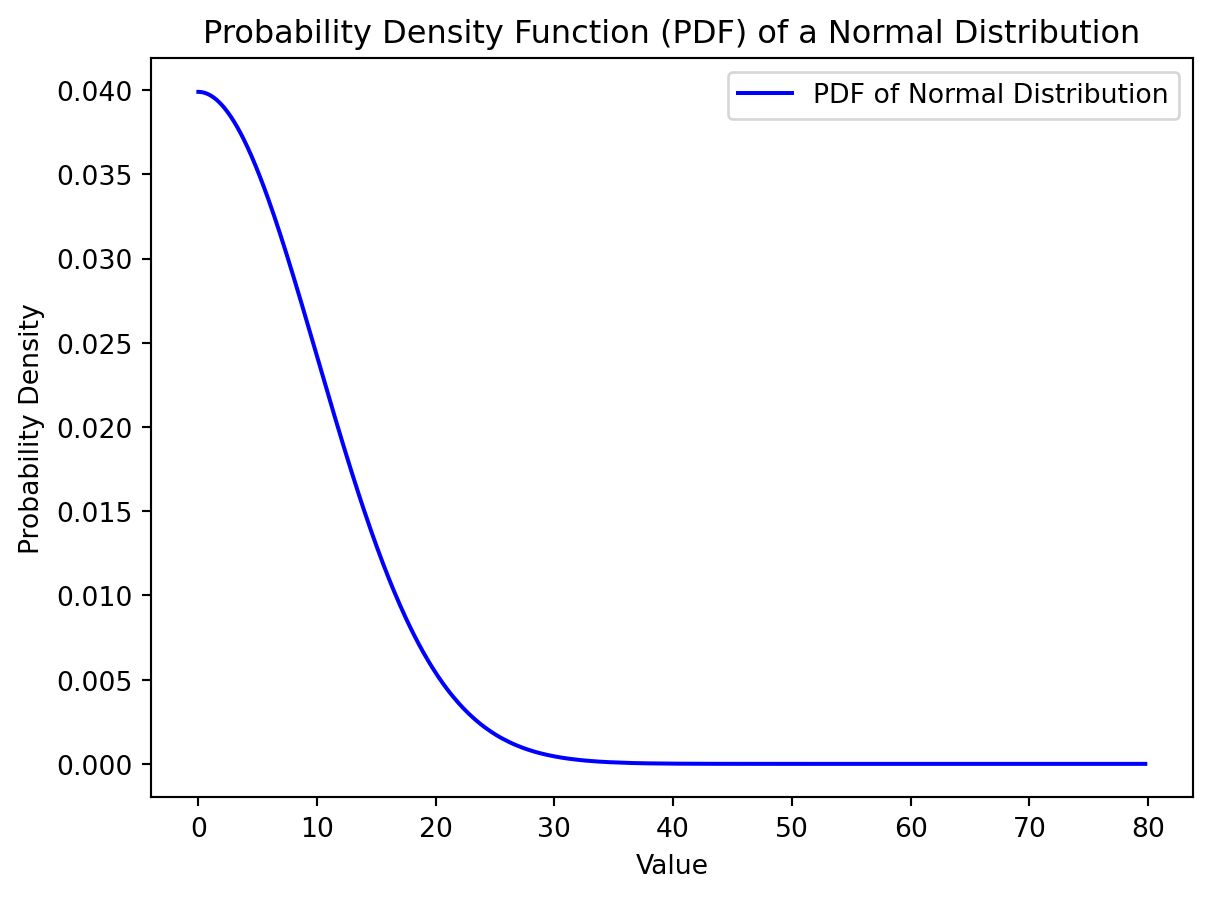 Probability Density Function (PDF) of a Normal Distribution
PDF of Normal Distribution
Probability Density
0.040
0.035
0.030
0.025
0.020
0.015
0.010
0.005
0.000
0 10 20 30 40 50 60 70 80
Value